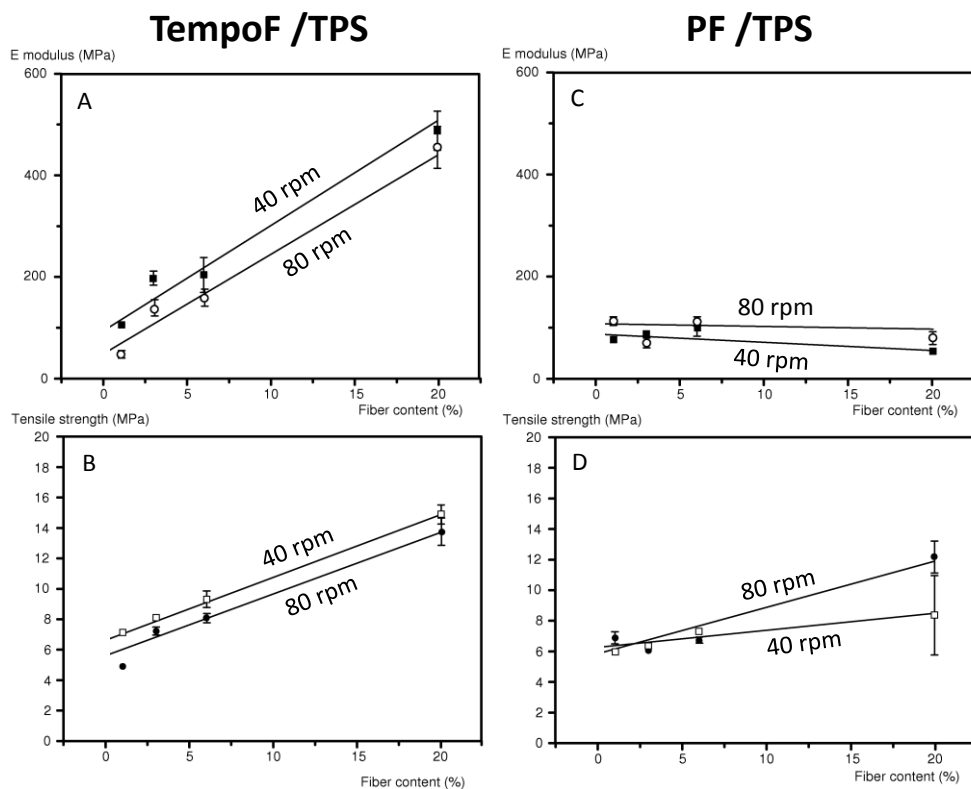 TempoF /TPS
PF /TPS
E modulus (MPa)
600
400
200
0
A
40 rpm
80 rpm
0 5 10 15 20
Fiber content (%)
E modulus (MPa)
600
400
200
0
C
80 rpm
40 rpm
0 5 10 15 20
Fiber content (%)
Tensile strength (MPa)
20
18
16
14
12
10
8
6
4
2
0
B
40 rpm
80 rpm
0 5 10 15 20
Fiber content (%)
Tensile strength (MPa)
20
18
16
14
12
10
8
6
4
2
0
D
80 rpm
40 rpm
0 5 10 15 20
Fiber content (%)